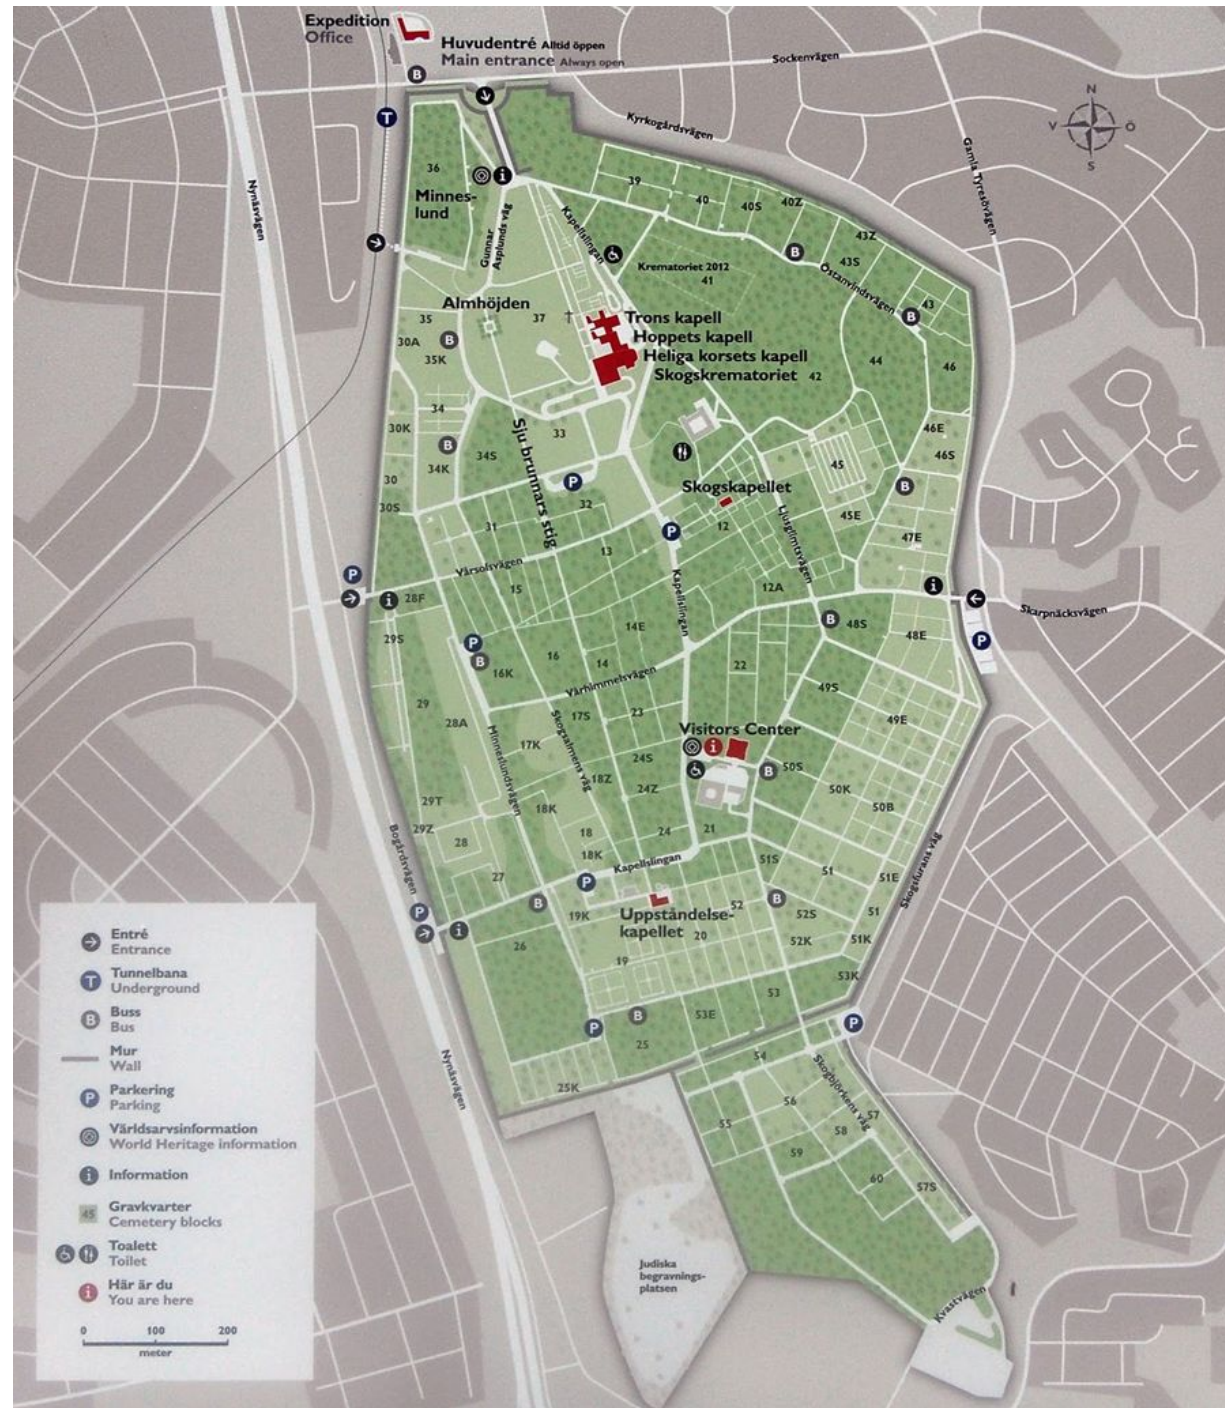 Expedition
Office
Huvudentré Alltid öppen
Main entrance Always open
B
Sockenvägen
N
V Ö
S
T
Kyrkogårdsvägen
Gamla Tyresövägen
Nynäsvägen
36
Minnes-
lund
i
Gunnar
Asplunds väg
Kapellslingan
39
40
40S
40Z
43Z
43S
B
Östanvindsvägen
43
B
Krematoriet 2012
41
Almhöjden
35
30A
B
35K
37
Trons kapell
Hoppets kapell
Heliga korsets kapell
Skogskrematoriet
42
44
46
34
30K
B
34K
34S
Sju brunnars stig
33
46E
46S
45
30
30S
P
32
Skogskapellet
B
31
12
P
Ljusglimtsvägen
45E
47E
13
Vårsolsvägen
15
Kapellslingan
12A
P
i
28F
i
Skarpnäcksvägen
29S
P
B
16K
16
14E
14
B
48S
48E
P
22
Vårhimmelsvägen
49S
29
28A
17S
23
49E
Minneslundsvägen
17K
Skogsalmens väg
Visitors Center
i
24S
B
50S
18Z
24Z
50K
50B
29T
29Z
18K
Bogårdsvägen
28
18
24
21
18K
Kapellslingan
51S
51
51E
Skogsfurans väg
27
P
B
19K
Uppståndelse-
kapellet
52
B
52S
51
P
i
26
20
52K
51K
19
53K
53
P
B
53E
P
25
54
Nynäsvägen
25K
Skogbjörkens väg
56
57
55
58
59
60
57S
Judiska
begravnings-
platsen
Kvastvägen
Entré
Entrance
T
Tunnelbana
Underground
B
Buss
Bus
Mur
Wall
P
Parkering
Parking
Världsarvsinformation
World Heritage information
i
Information
45
Gravkvarter
Cemetery blocks
Toalett
Toilet
i
Här är du
You are here
0 100 200
meter